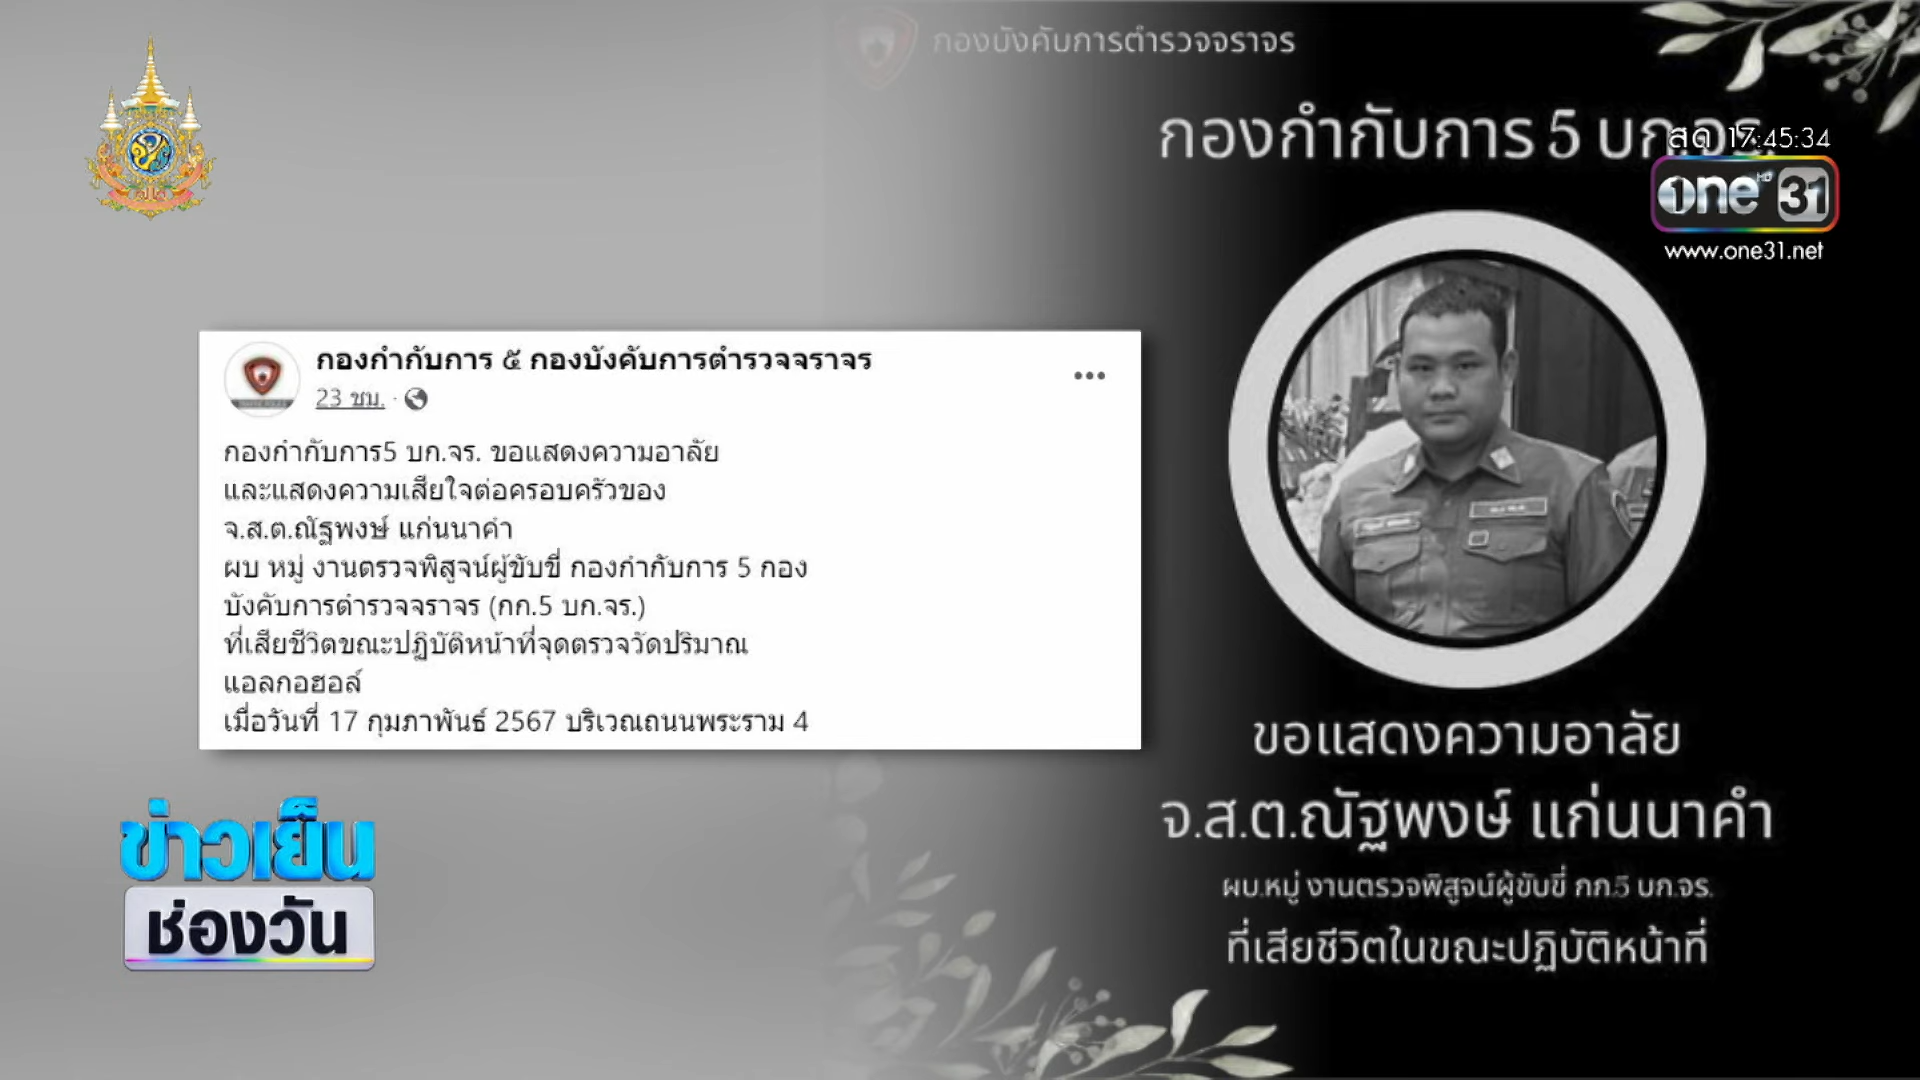 กองบังคับการตำรวจจราจร
กองกำกับการ 5 บก.จร.
สด 17:45:34
one HD 31
www.one31.net
กองกำกับการ ๕ กองบังคับการตำรวจจราจร
23 ชม.
กองกำกับการ5 บก.จร. ขอแสดงความอาลัย
และแสดงความเสียใจต่อครอบครัวของ
จ.ส.ต.ณัฐพงษ์ แก่นนาคำ
ผบ หมู่ งานตรวจพิสูจน์ผู้ขับขี่ กองกำกับการ 5 กอง
บังคับการตำรวจจราจร (กก.5 บก.จร.)
ที่เสียชีวิตขณะปฏิบัติหน้าที่จุดตรวจวัดปริมาณ
แอลกอฮอล์
เมื่อวันที่ 17 กุมภาพันธ์ 2567 บริเวณถนนพระราม 4
ขอแสดงความอาลัย
จ.ส.ต.ณัฐพงษ์ แก่นนาคำ
ผบ.หมู่ งานตรวจพิสูจน์ผู้ขับขี่ กก.5 บก.จร.
ที่เสียชีวิตในขณะปฏิบัติหน้าที่
ข่าวเย็น
ช่องวัน